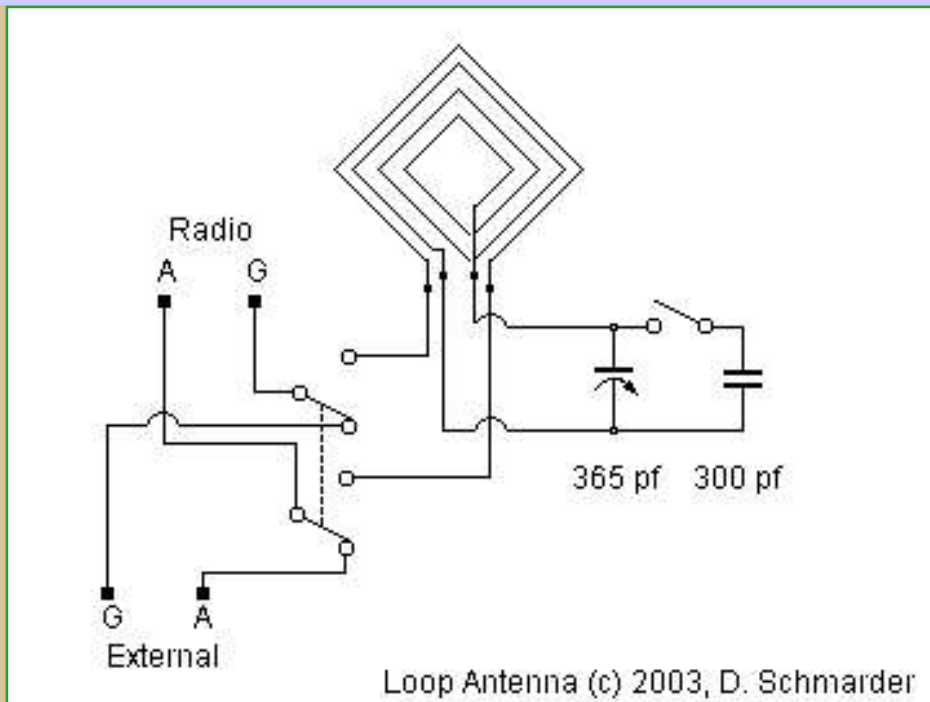 Radio
A G
365 pf 300 pf
G A
External
Loop Antenna (c) 2003, D. Schmarder